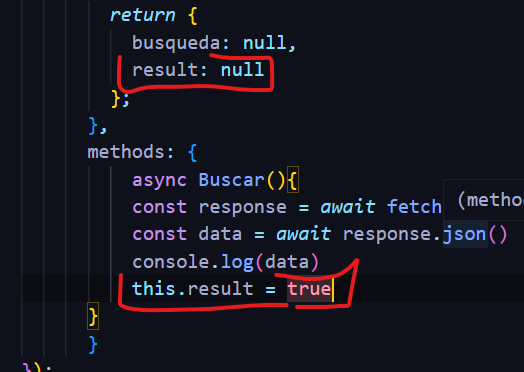 return {
busqueda: null,
result: null
};
},
methods: {
async Buscar(){
const response = await fetch
(metho
const data = await response.json()
console.log(data)
this.result = true
}
}
});